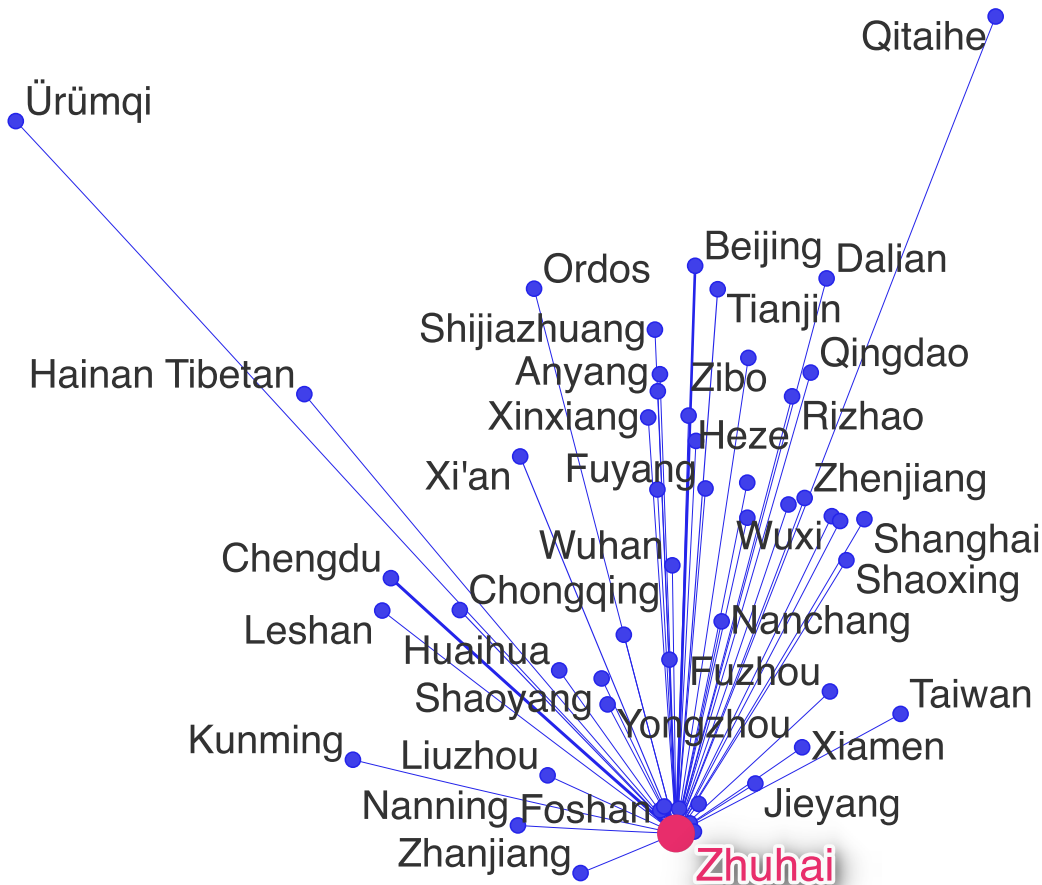 Qitaihe
Ürümqi
Beijing
Dalian
Ordos
Tianjin
Shijiazhuang
Qingdao
Hainan Tibetan
Anyang
Zibo
Xinxiang
Rizhao
Heze
Xi'an
Fuyang
Zhenjiang
Wuxi
Shanghai
Wuhan
Chengdu
Shaoxing
Chongqing
Nanchang
Leshan
Huaihua
Fuzhou
Shaoyang
Taiwan
Yongzhou
Kunming
Xiamen
Liuzhou
Nanning
Foshan
Jieyang
Zhanjiang
Zhuhai